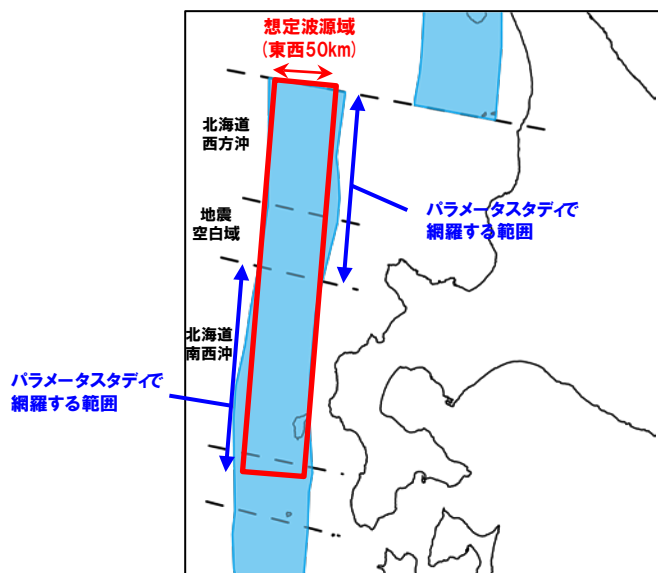 想定波源域
(東西50km)
北海道
西方沖
地震
空白域
パラメータスタディで
網羅する範囲
北海道
南西沖
パラメータスタディで
網羅する範囲